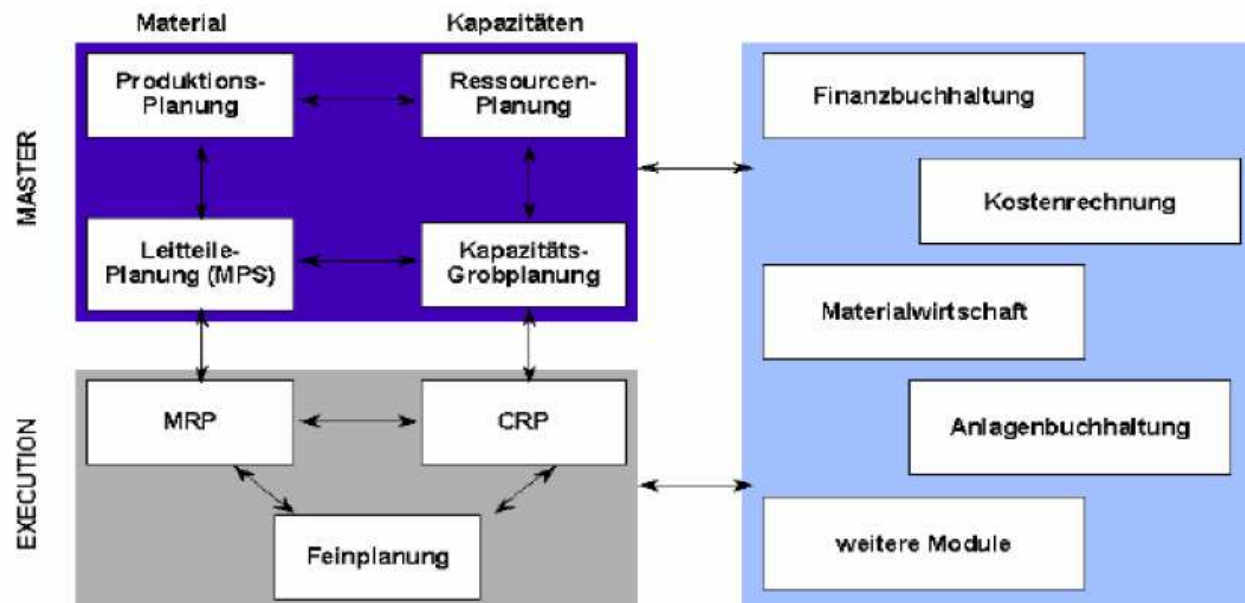 Material
Kapazitäten
MASTER
Produktions-
Planung
Ressourcen-
Planung
Leitteile-
Planung (MPS)
Kapazitäts-
Grobplanung
EXECUTION
MRP
CRP
Feinplanung
Finanzbuchhaltung
Kostenrechnung
Materialwirtschaft
Anlagenbuchhaltung
weitere Module